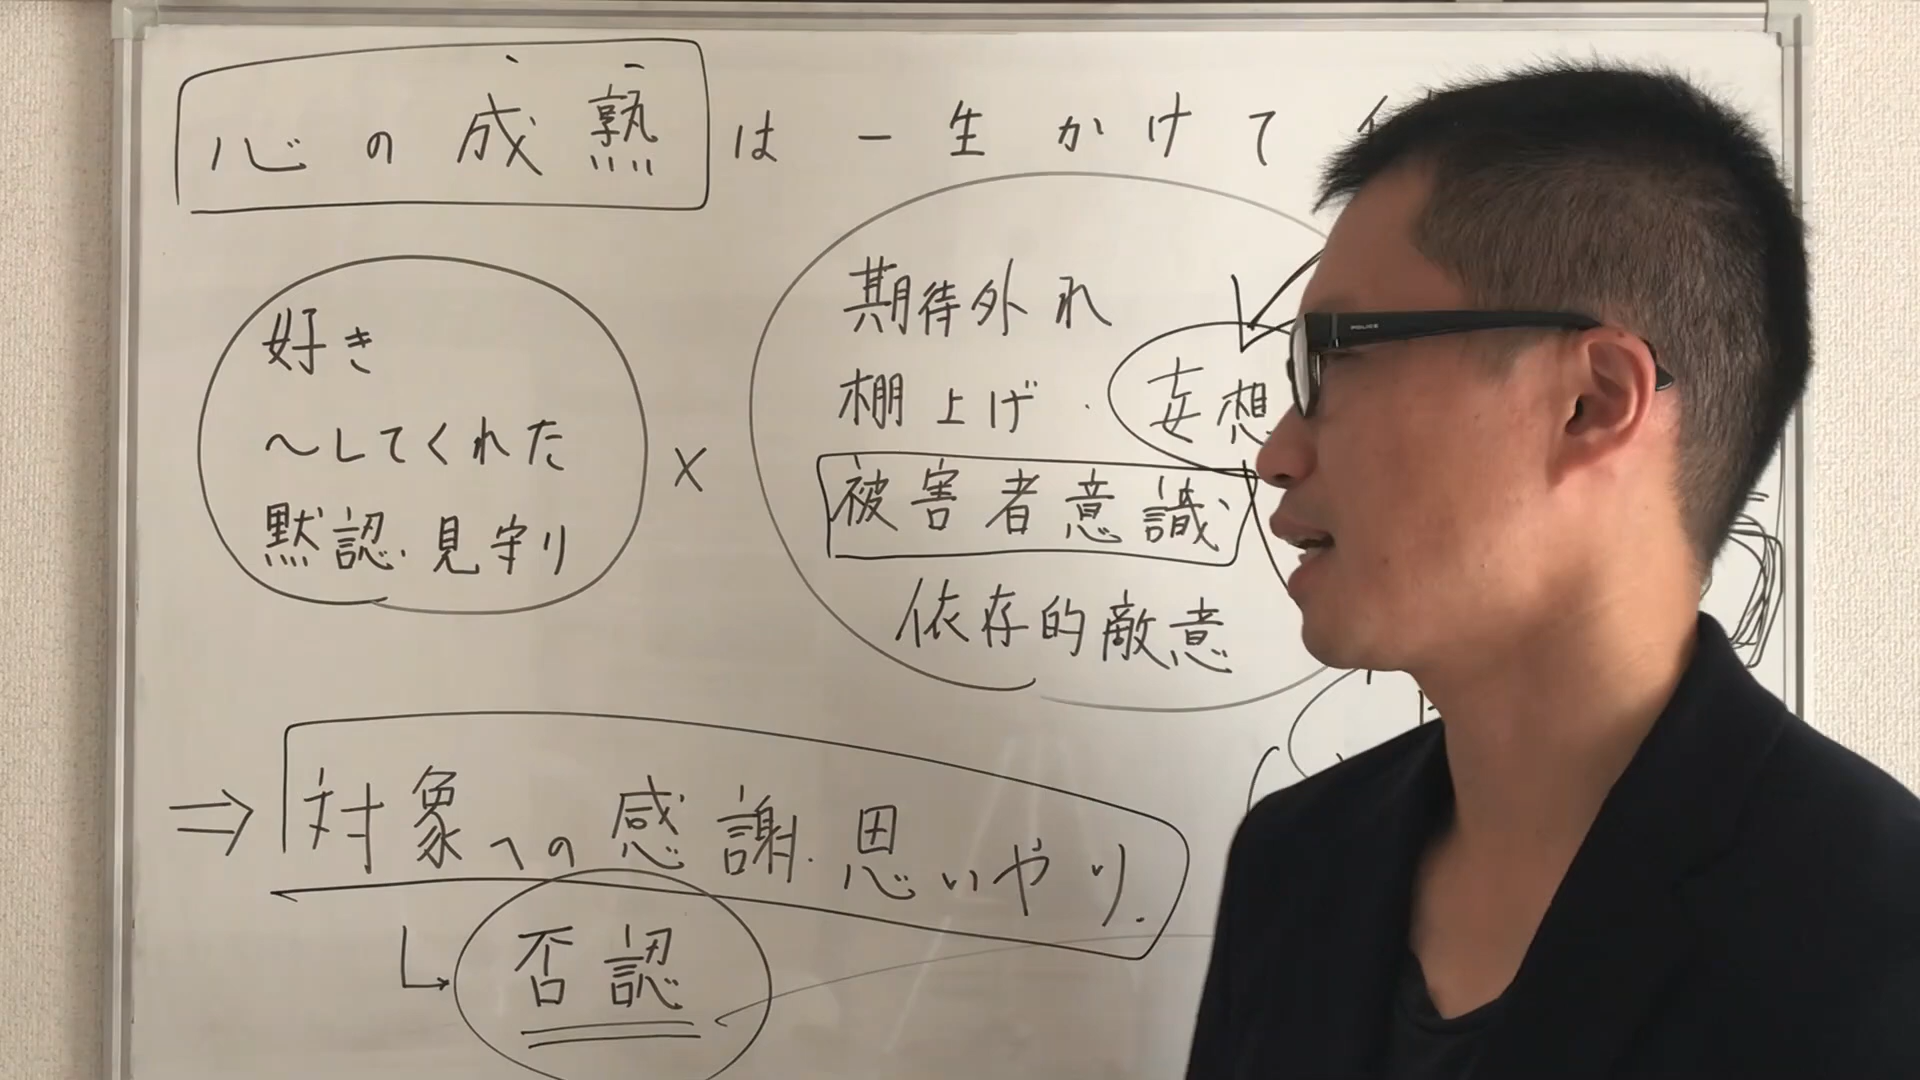 心の成熟は一生かけて
好き
〜してくれた
黙認・見守り
×
期待外れ
棚上げ・妄想
被害者意識
依存的敵意
⇒対象への感謝・思いやり.
否認
POLICE